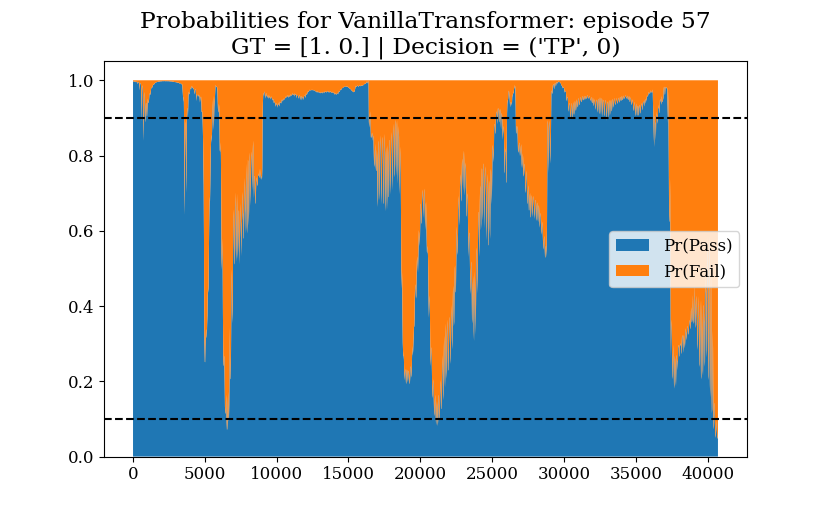 Probabilities for VanillaTransformer: episode 57
GT = [1. 0.] | Decision = ('TP', 0)
1.0
0.8
0.6
0.4
0.2
0.0
Pr(Pass)
Pr(Fail)
0 5000 10000 15000 20000 25000 30000 35000 40000